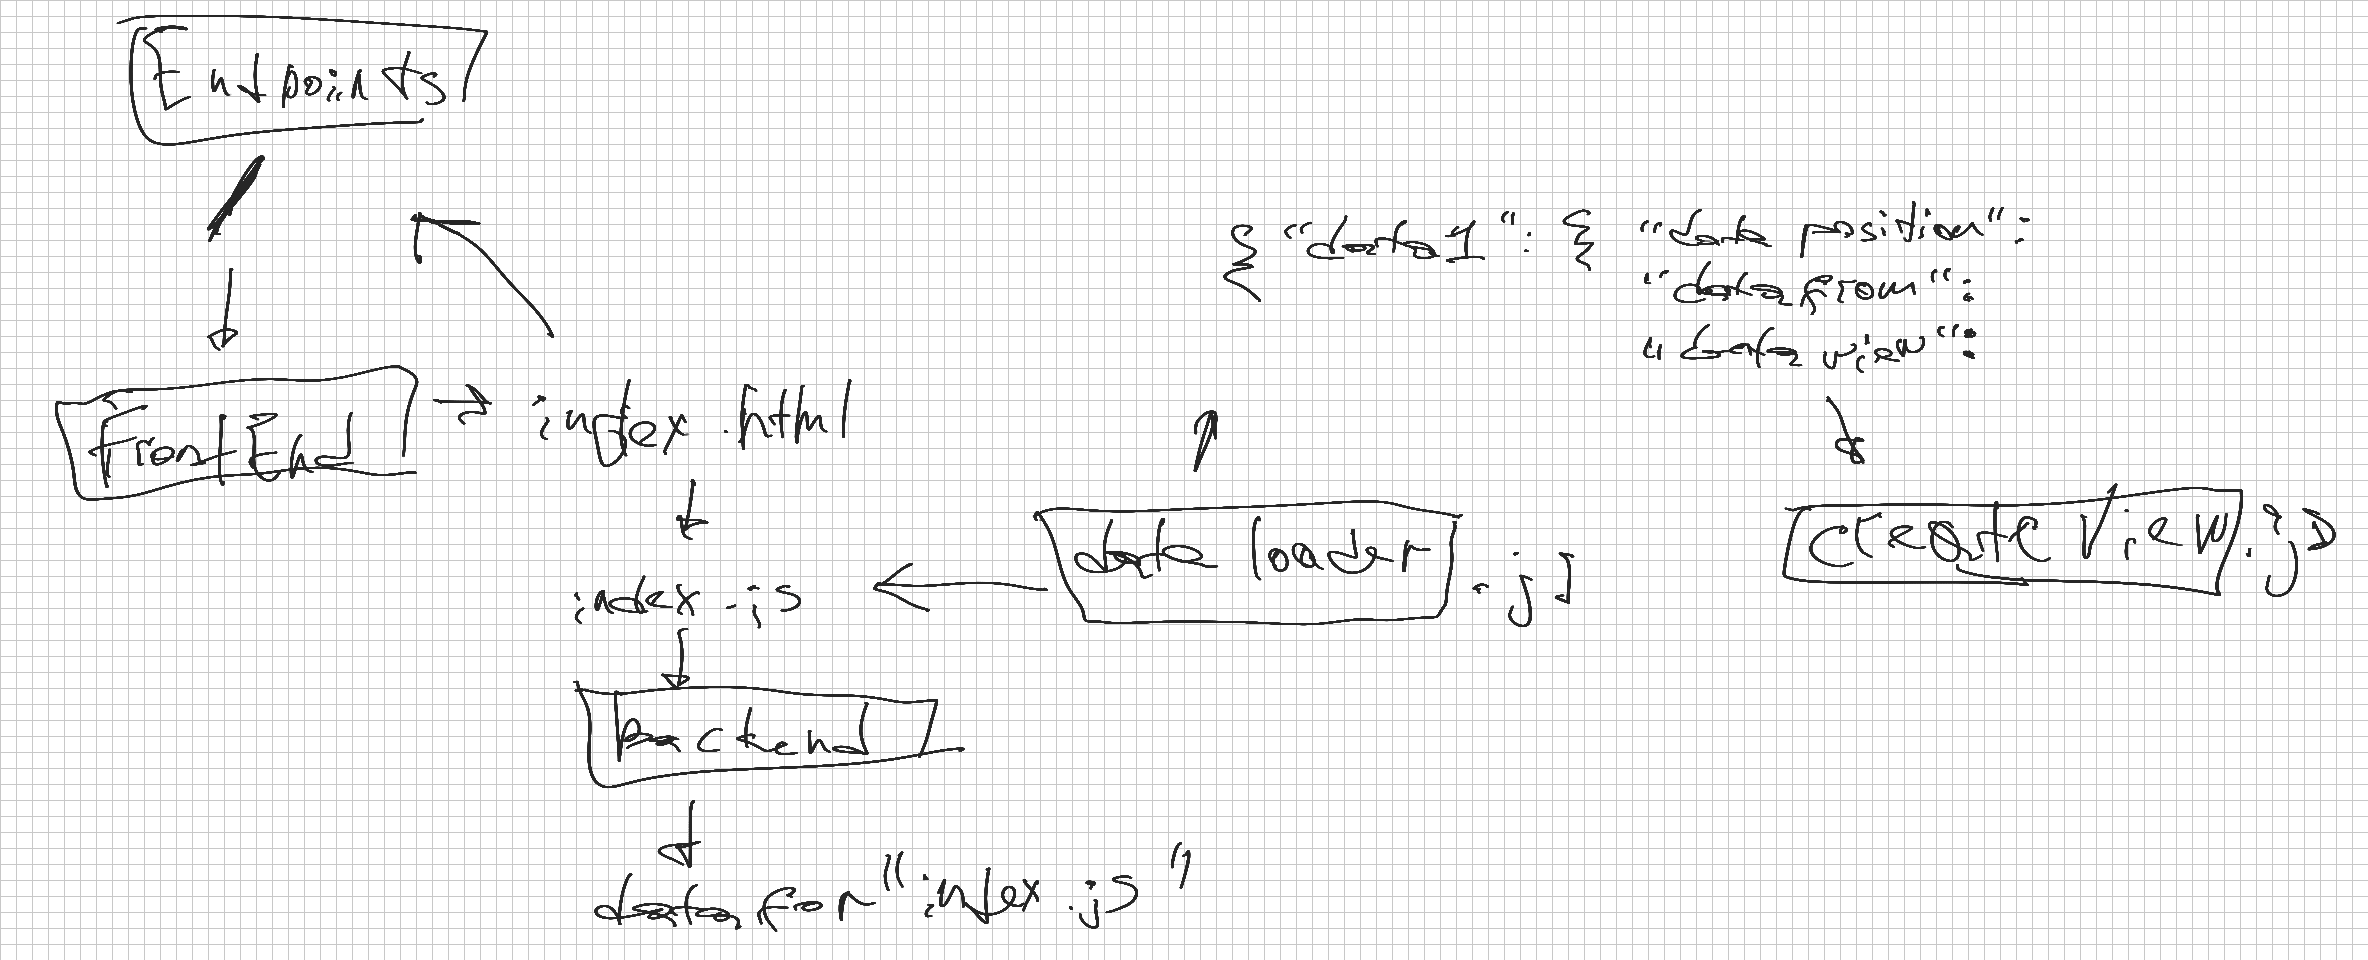 Endpoints
{ "data1": { "data position":
"data from":
"data view":
FrontEnd
index.html
data loader.js
createView.js
index.js
backend
data for "index.js"